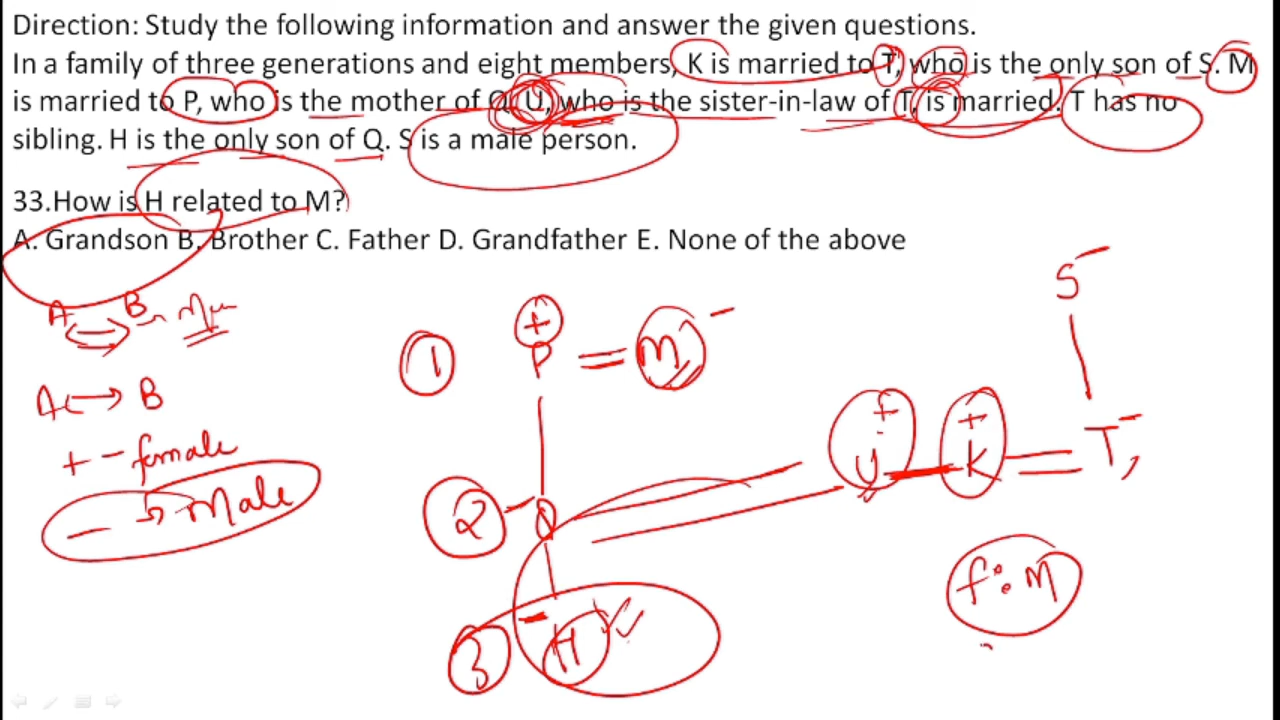 Direction: Study the following information and answer the given questions.
In a family of three generations and eight members, K is married to T, who is the only son of S. M
is married to P, who is the mother of Q. U, who is the sister-in-law of T, is married. T has no
sibling. H is the only son of Q. S is a male person.
33.How is H related to M?
A. Grandson B. Brother C. Father D. Grandfather E. None of the above
S -
A B
+
1 P = M -
A B
+ +
U K = T -,
+ - female
- Male
2 - Q
f : M
3 - H